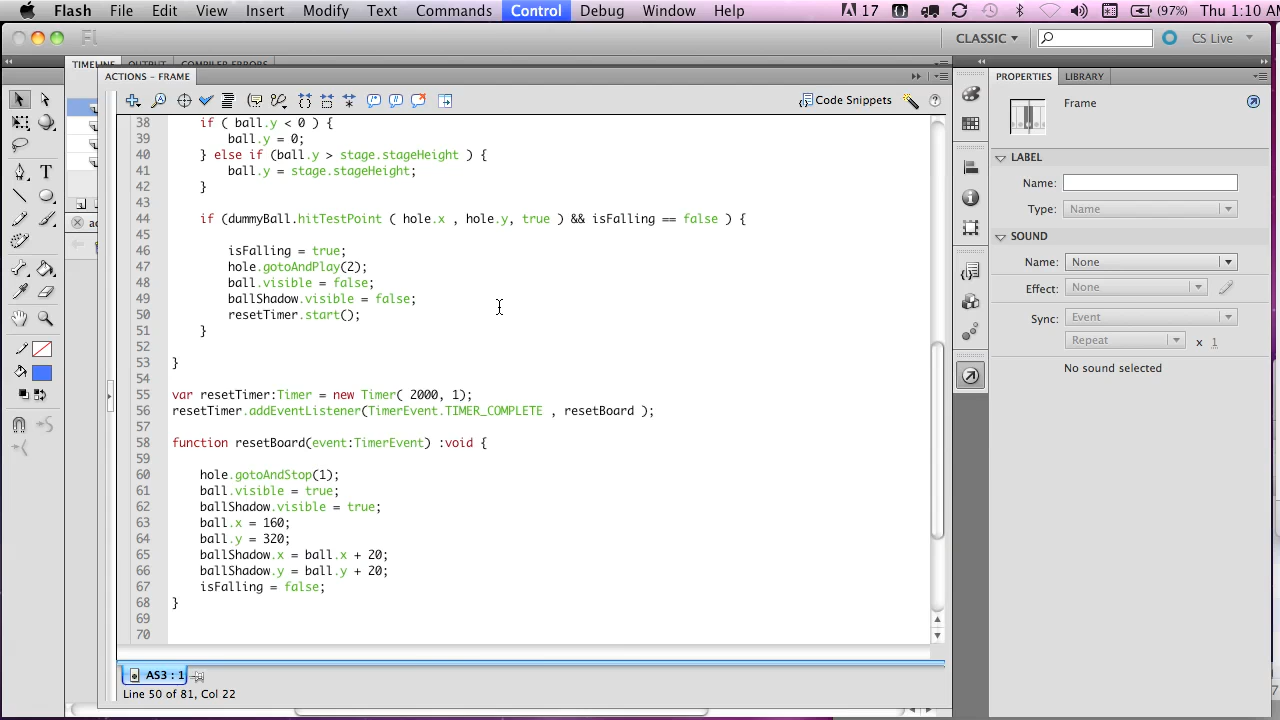 Flash File Edit View Insert Modify Text Commands Control Debug Window Help 17 (97%) Thu 1:10 AM
CLASSIC CS Live
TIMELINE OUTPUT COMPILER ERRORS
ACTIONS – FRAME PROPERTIES LIBRARY
Code Snippets
Frame
38 if ( ball.y < 0 ) {
39 ball.y = 0;
40 } else if (ball.y > stage.stageHeight ) {
41 ball.y = stage.stageHeight;
42 }
43
44 if (dummyBall.hitTestPoint ( hole.x , hole.y, true ) && isFalling == false ) {
45
46 isFalling = true;
47 hole.gotoAndPlay(2);
48 ball.visible = false;
49 ballShadow.visible = false;
50 resetTimer.start();
51 }
52
53 }
54
55 var resetTimer:Timer = new Timer( 2000, 1);
56 resetTimer.addEventListener(TimerEvent.TIMER_COMPLETE , resetBoard );
57
58 function resetBoard(event:TimerEvent) :void {
59
60 hole.gotoAndStop(1);
61 ball.visible = true;
62 ballShadow.visible = true;
63 ball.x = 160;
64 ball.y = 320;
65 ballShadow.x = ball.x + 20;
66 ballShadow.y = ball.y + 20;
67 isFalling = false;
68 }
69
70
AS3 : 1
Line 50 of 81, Col 22
LABEL
Name:
Type: Name
SOUND
Name: None
Effect: None
Sync: Event
Repeat x 1
No sound selected